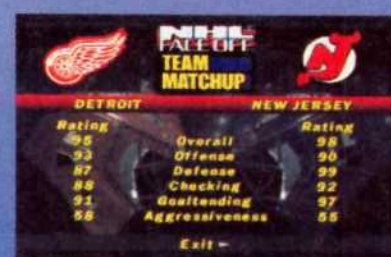 NHL
FACE OFF
TEAM
MATCHUP
DETROIT NEW JERSEY
Rating Rating
95 Overall 98
93 Offense 90
87 Defense 99
88 Checking 92
91 Goaltending 97
58 Aggressiveness 55
Exit